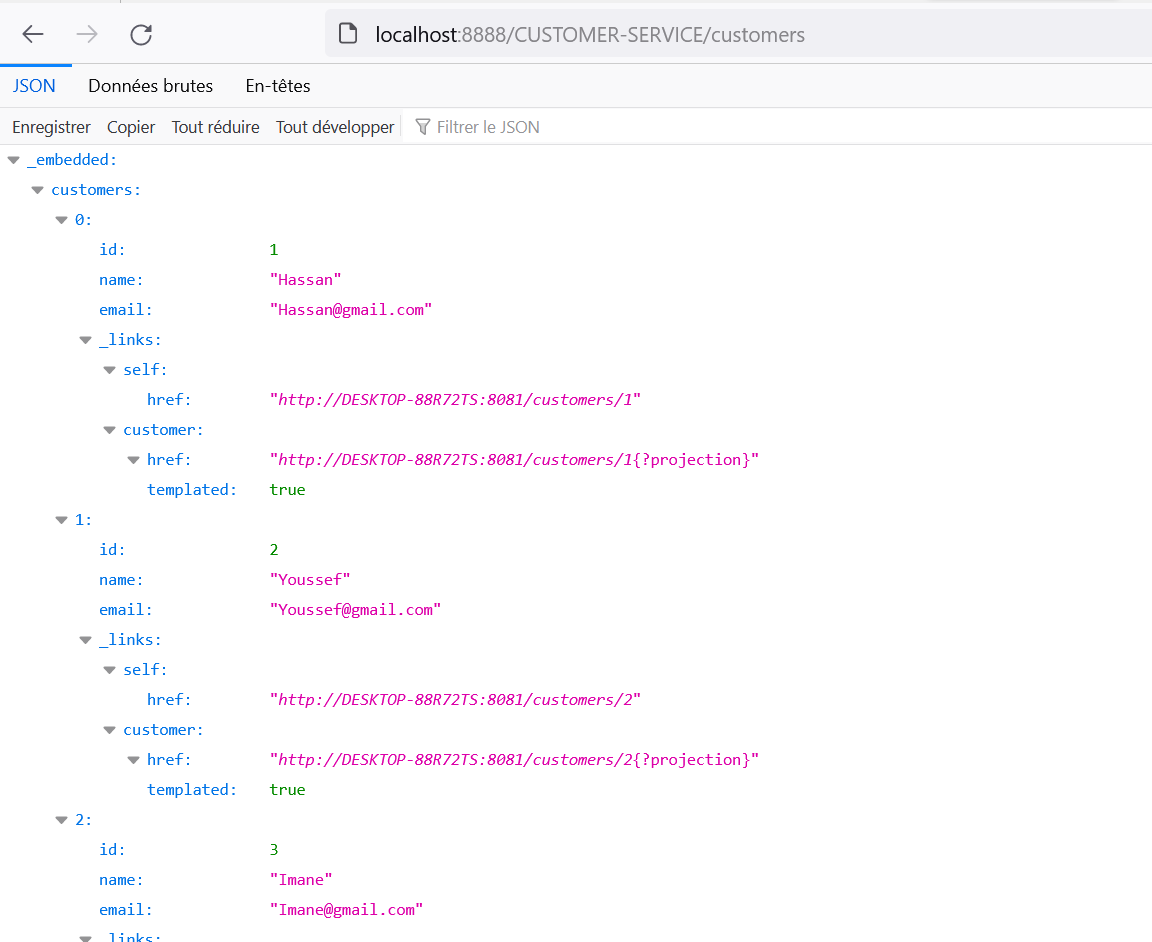 localhost:8888/CUSTOMER-SERVICE/customers
JSON Données brutes En-têtes
Enregistrer Copier Tout réduire Tout développer Filtrer le JSON
_embedded:
customers:
0:
id: 1
name: "Hassan"
email: "Hassan@gmail.com"
_links:
self:
href: "http://DESKTOP-88R72TS:8081/customers/1"
customer:
href: "http://DESKTOP-88R72TS:8081/customers/1{?projection}"
templated: true
1:
id: 2
name: "Youssef"
email: "Youssef@gmail.com"
_links:
self:
href: "http://DESKTOP-88R72TS:8081/customers/2"
customer:
href: "http://DESKTOP-88R72TS:8081/customers/2{?projection}"
templated: true
2:
id: 3
name: "Imane"
email: "Imane@gmail.com"
_links: